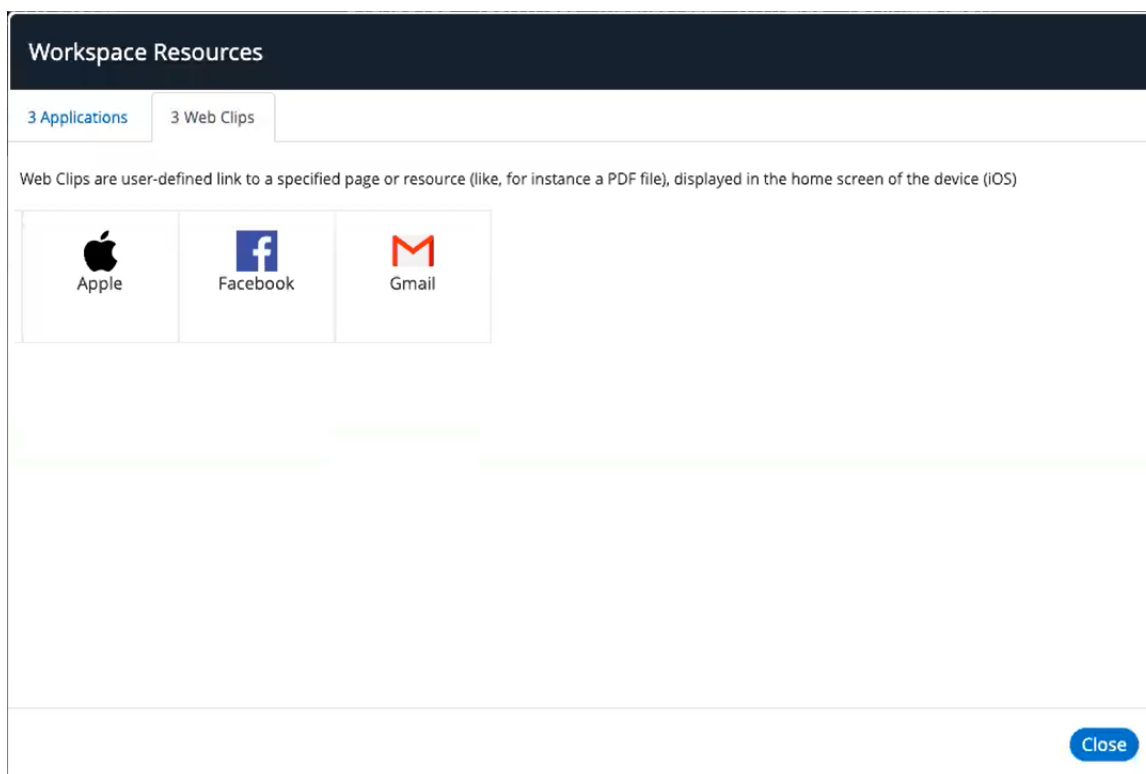 Workspace Resources
3 Applications 3 Web Clips
Web Clips are user-defined link to a specified page or resource (like, for instance a PDF file), displayed in the home screen of the device (iOS)
Apple Facebook Gmail
Close